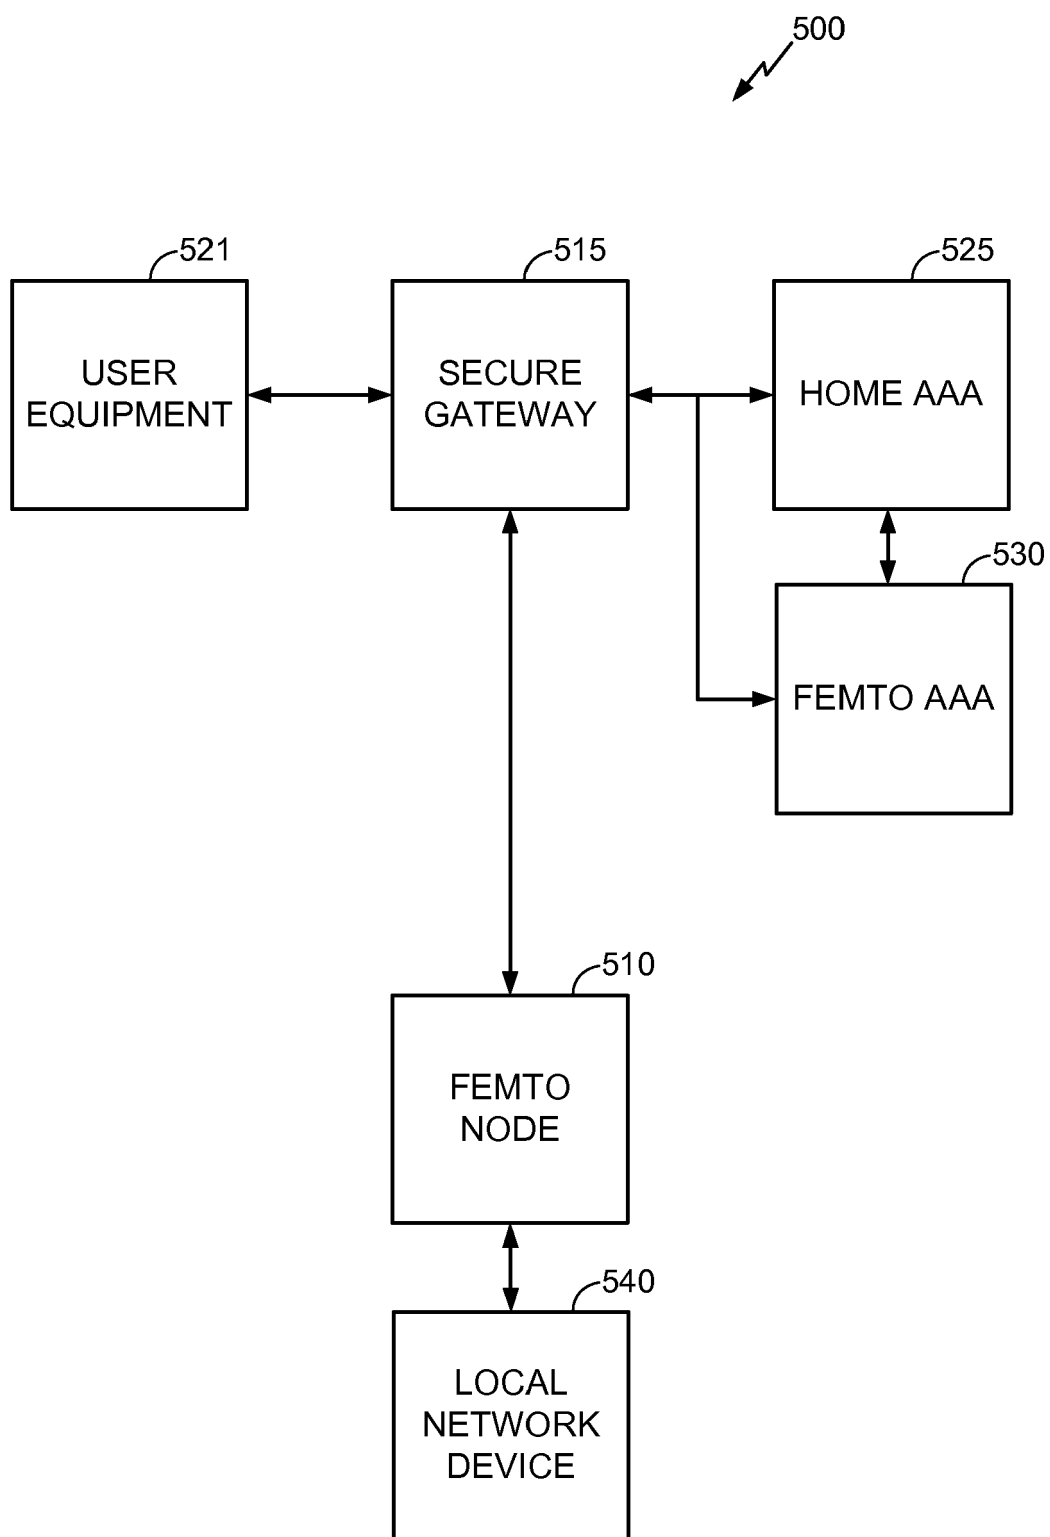 500
521
515
525
USER
EQUIPMENT
SECURE
GATEWAY
HOME AAA
530
FEMTO AAA
510
FEMTO
NODE
540
LOCAL
NETWORK
DEVICE